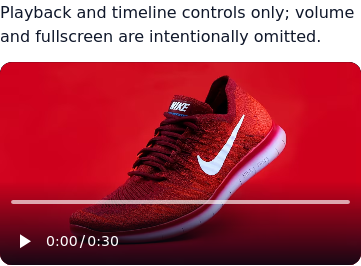 Playback and timeline controls only; volume
and fullscreen are intentionally omitted.
NIKE
0:00/0:30